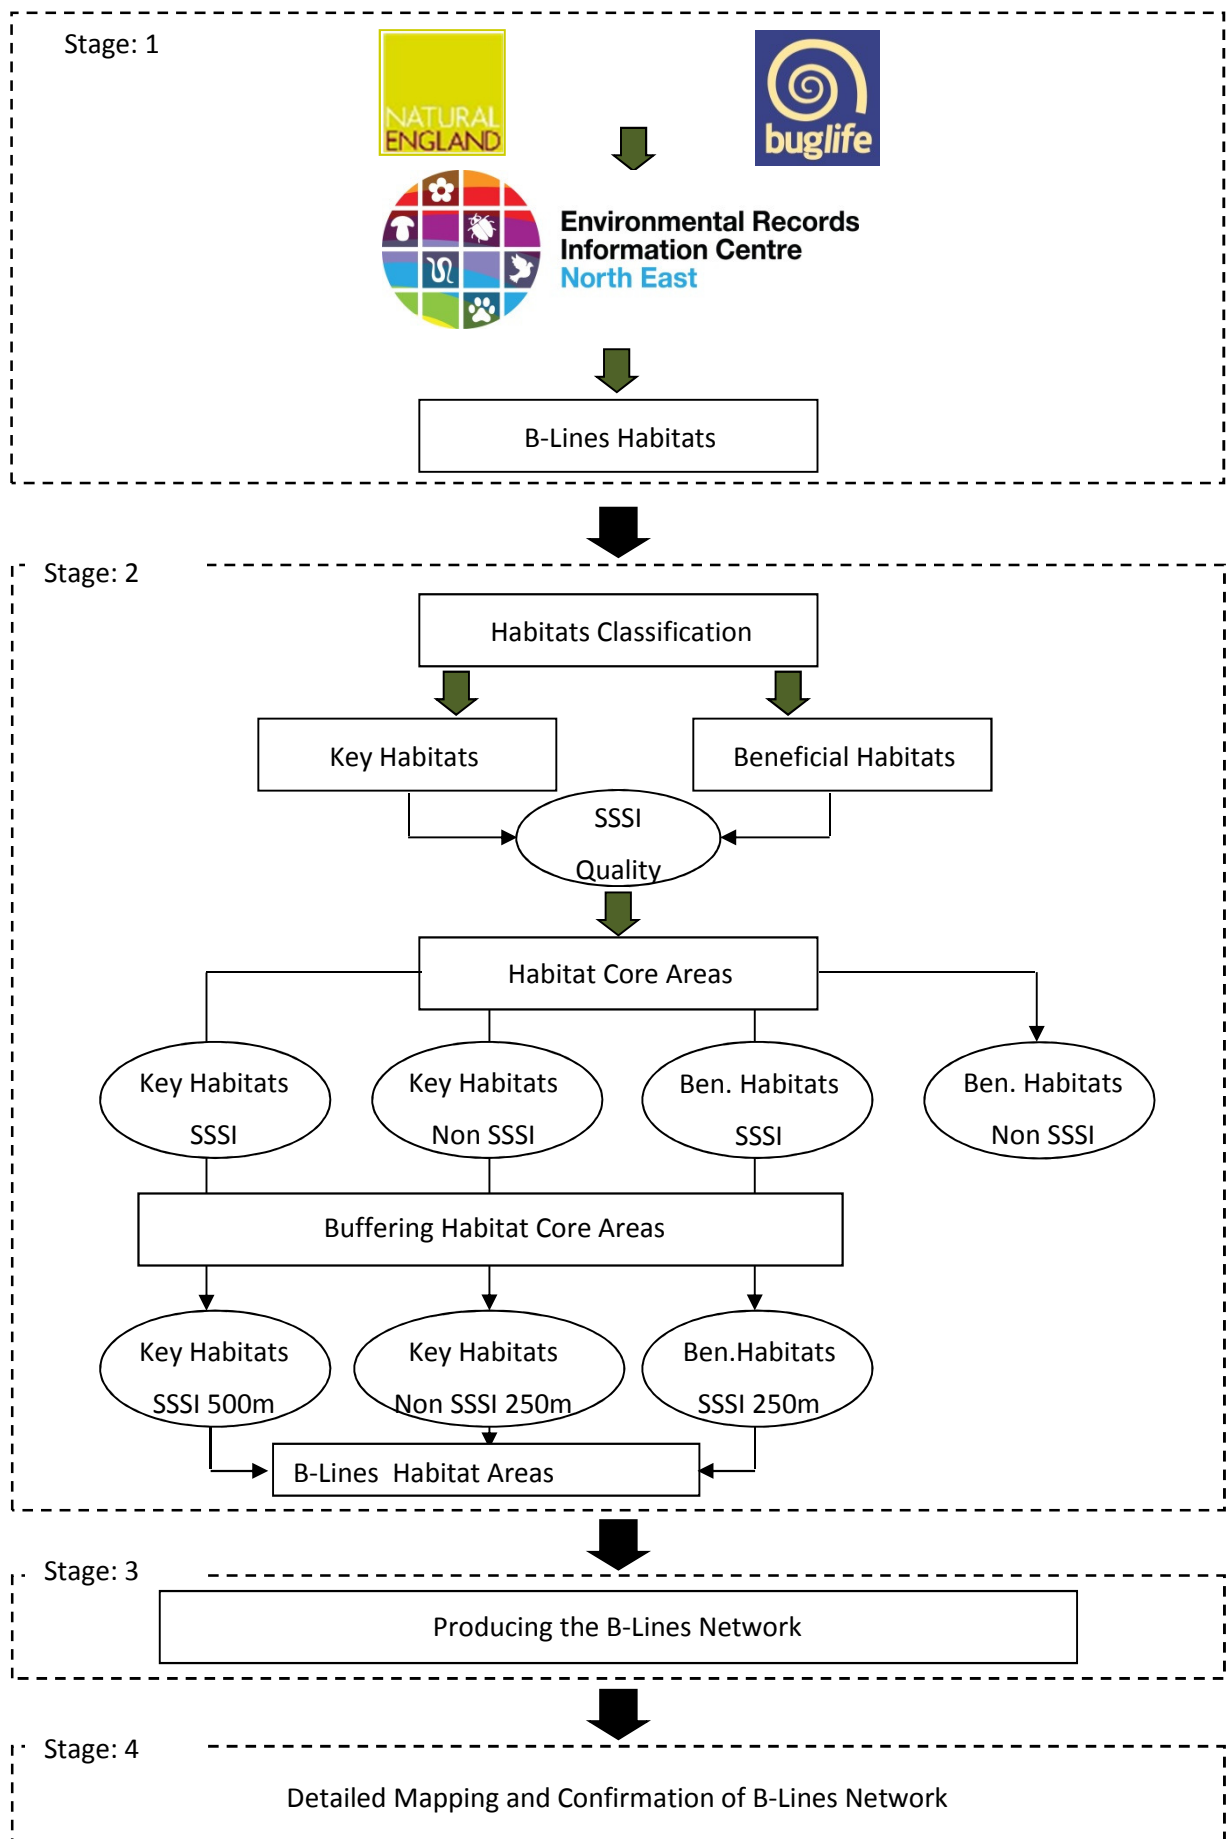 Stage: 1
NATURAL
ENGLAND
buglife
Environmental Records
Information Centre
North East
B-Lines Habitats
Stage: 2
Habitats Classification
Key Habitats
Beneficial Habitats
SSSI
Quality
Habitat Core Areas
Key Habitats
SSSI
Key Habitats
Non SSSI
Ben. Habitats
SSSI
Ben. Habitats
Non SSSI
Buffering Habitat Core Areas
Key Habitats
SSSI 500m
Key Habitats
Non SSSI 250m
Ben.Habitats
SSSI 250m
B-Lines  Habitat Areas
Stage: 3
Producing the B-Lines Network
Stage: 4
Detailed Mapping and Confirmation of B-Lines Network